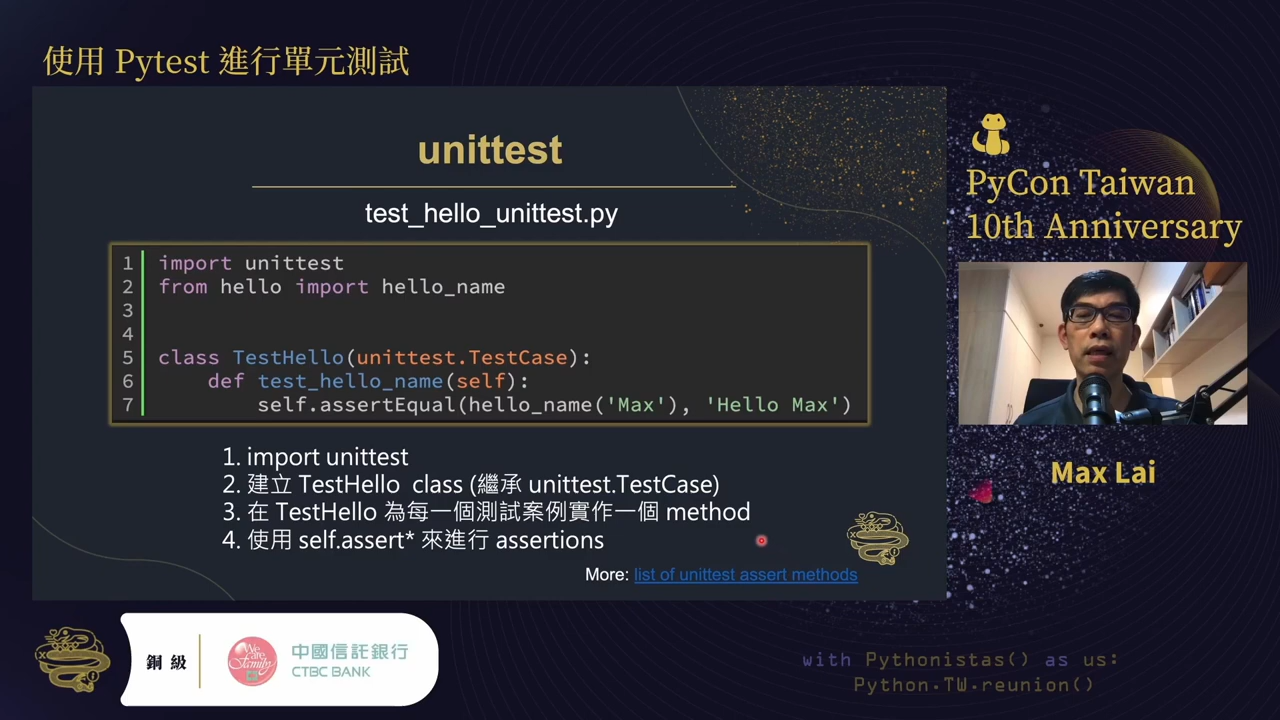 使用 Pytest 進行單元測試
unittest
test_hello_unittest.py
1 import unittest
2 from hello import hello_name
3
4
5 class TestHello(unittest.TestCase):
6 def test_hello_name(self):
7 self.assertEqual(hello_name('Max'), 'Hello Max')
1. import unittest
2. 建立 TestHello class (繼承 unittest.TestCase)
3. 在 TestHello 為每一個測試案例實作一個 method
4. 使用 self.assert* 來進行 assertions
More: list of unittest assert methods
PyCon Taiwan
10th Anniversary
Max Lai
銅級
We are Family
中國信託銀行
CTBC BANK
with Pythonistas() as us:
Python.TW.reunion()